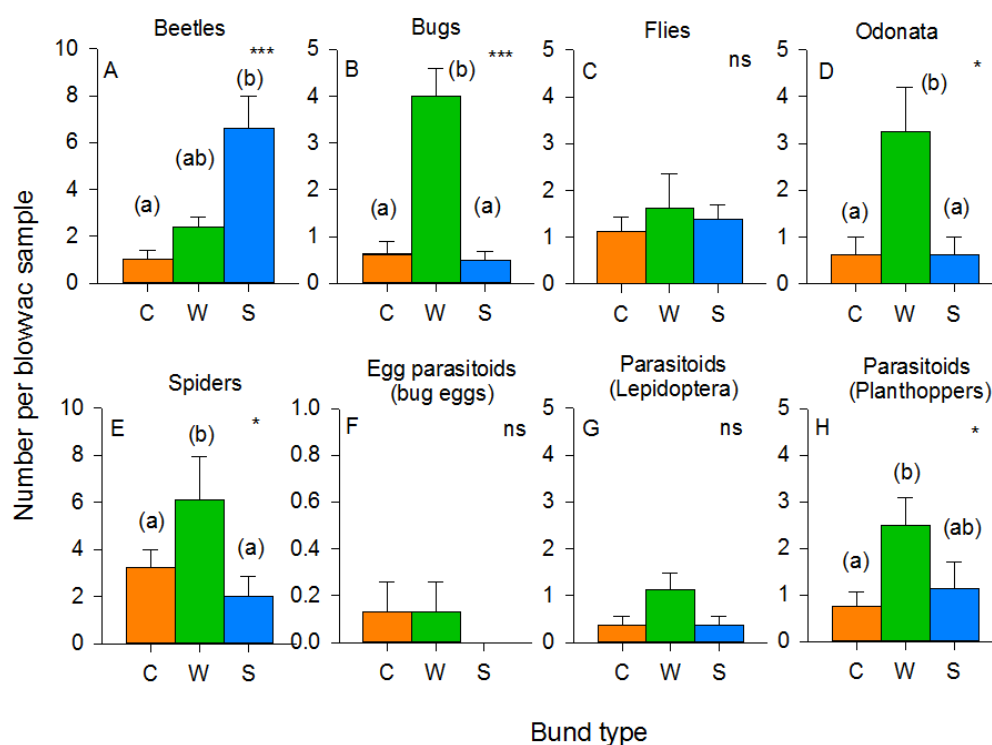 Number per blowvac sample
Beetles
A
***
(a)
(ab)
(b)
10
8
6
4
2
0
C W S
Bugs
B
***
(a)
(b)
(a)
5
4
3
2
1
0
C W S
Flies
C
ns
5
4
3
2
1
0
C W S
Odonata
D
*
(a)
(b)
(a)
5
4
3
2
1
0
C W S
Spiders
E
*
(a)
(b)
(a)
10
8
6
4
2
0
C W S
Egg parasitoids
(bug eggs)
F
ns
1.0
0.8
0.6
0.4
0.2
0.0
C W S
Parasitoids
(Lepidoptera)
G
ns
5
4
3
2
1
0
C W S
Parasitoids
(Planthoppers)
H
*
(a)
(b)
(ab)
5
4
3
2
1
0
C W S
Bund type